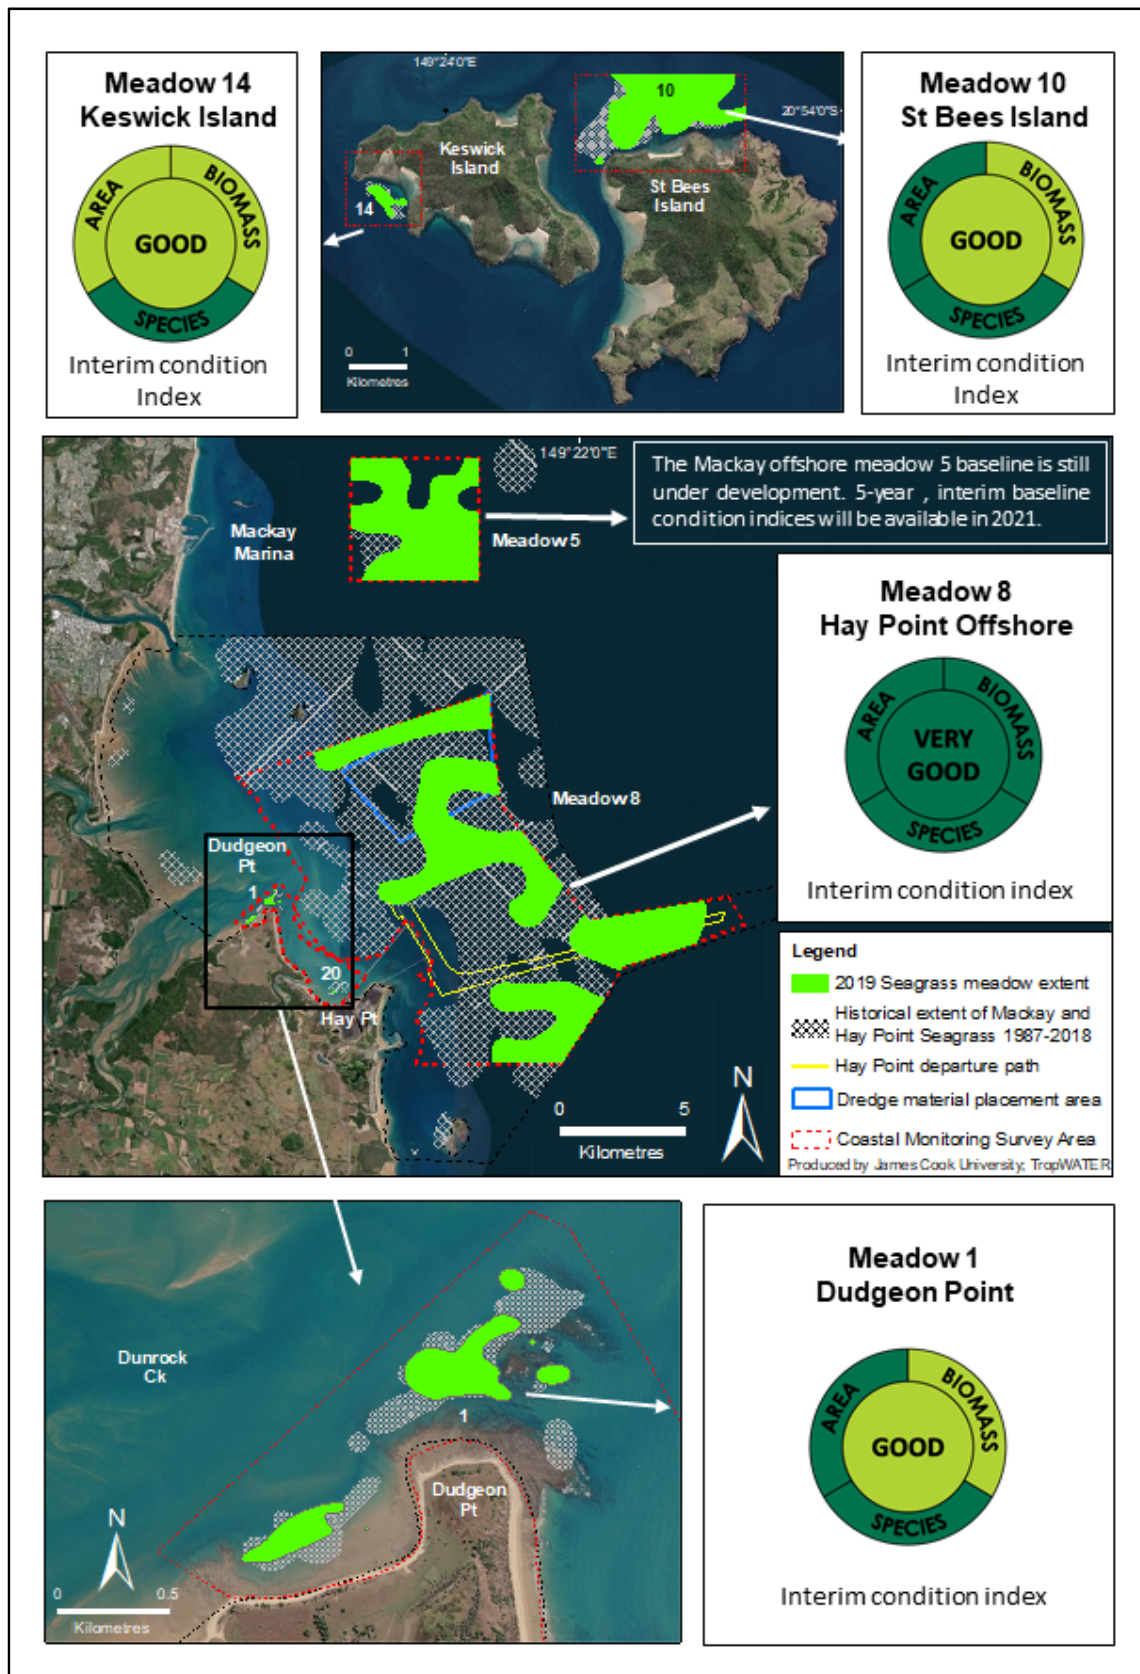 Meadow 14
Keswick Island
AREA
BIOMASS
GOOD
SPECIES
Interim condition
Index
149°24'0"E
10
20°54'0"S
Keswick
Island
St Bees
Island
14
0 1
Kilometres
Meadow 10
St Bees Island
AREA
BIOMASS
GOOD
SPECIES
Interim condition
Index
149°22'0"E
The Mackay offshore meadow 5 baseline is still
under development. 5-year , interim baseline
condition indices will be available in 2021.
Mackay
Marina
Meadow 5
Meadow 8
Hay Point Offshore
AREA
BIOMASS
VERY
GOOD
SPECIES
Interim condition index
Meadow 8
Dudgeon
Pt
1
20
Hay Pt
N
0 5
Kilometres
Legend
2019 Seagrass meadow extent
Historical extent of Mackay and
Hay Point Seagrass 1987-2018
Hay Point departure path
Dredge material placement area
Coastal Monitoring Survey Area
Produced by James Cook University; TropWATER
Dunrock
Ck
1
Dudgeon
Pt
N
0 0.5
Kilometres
Meadow 1
Dudgeon Point
AREA
BIOMASS
GOOD
SPECIES
Interim condition index